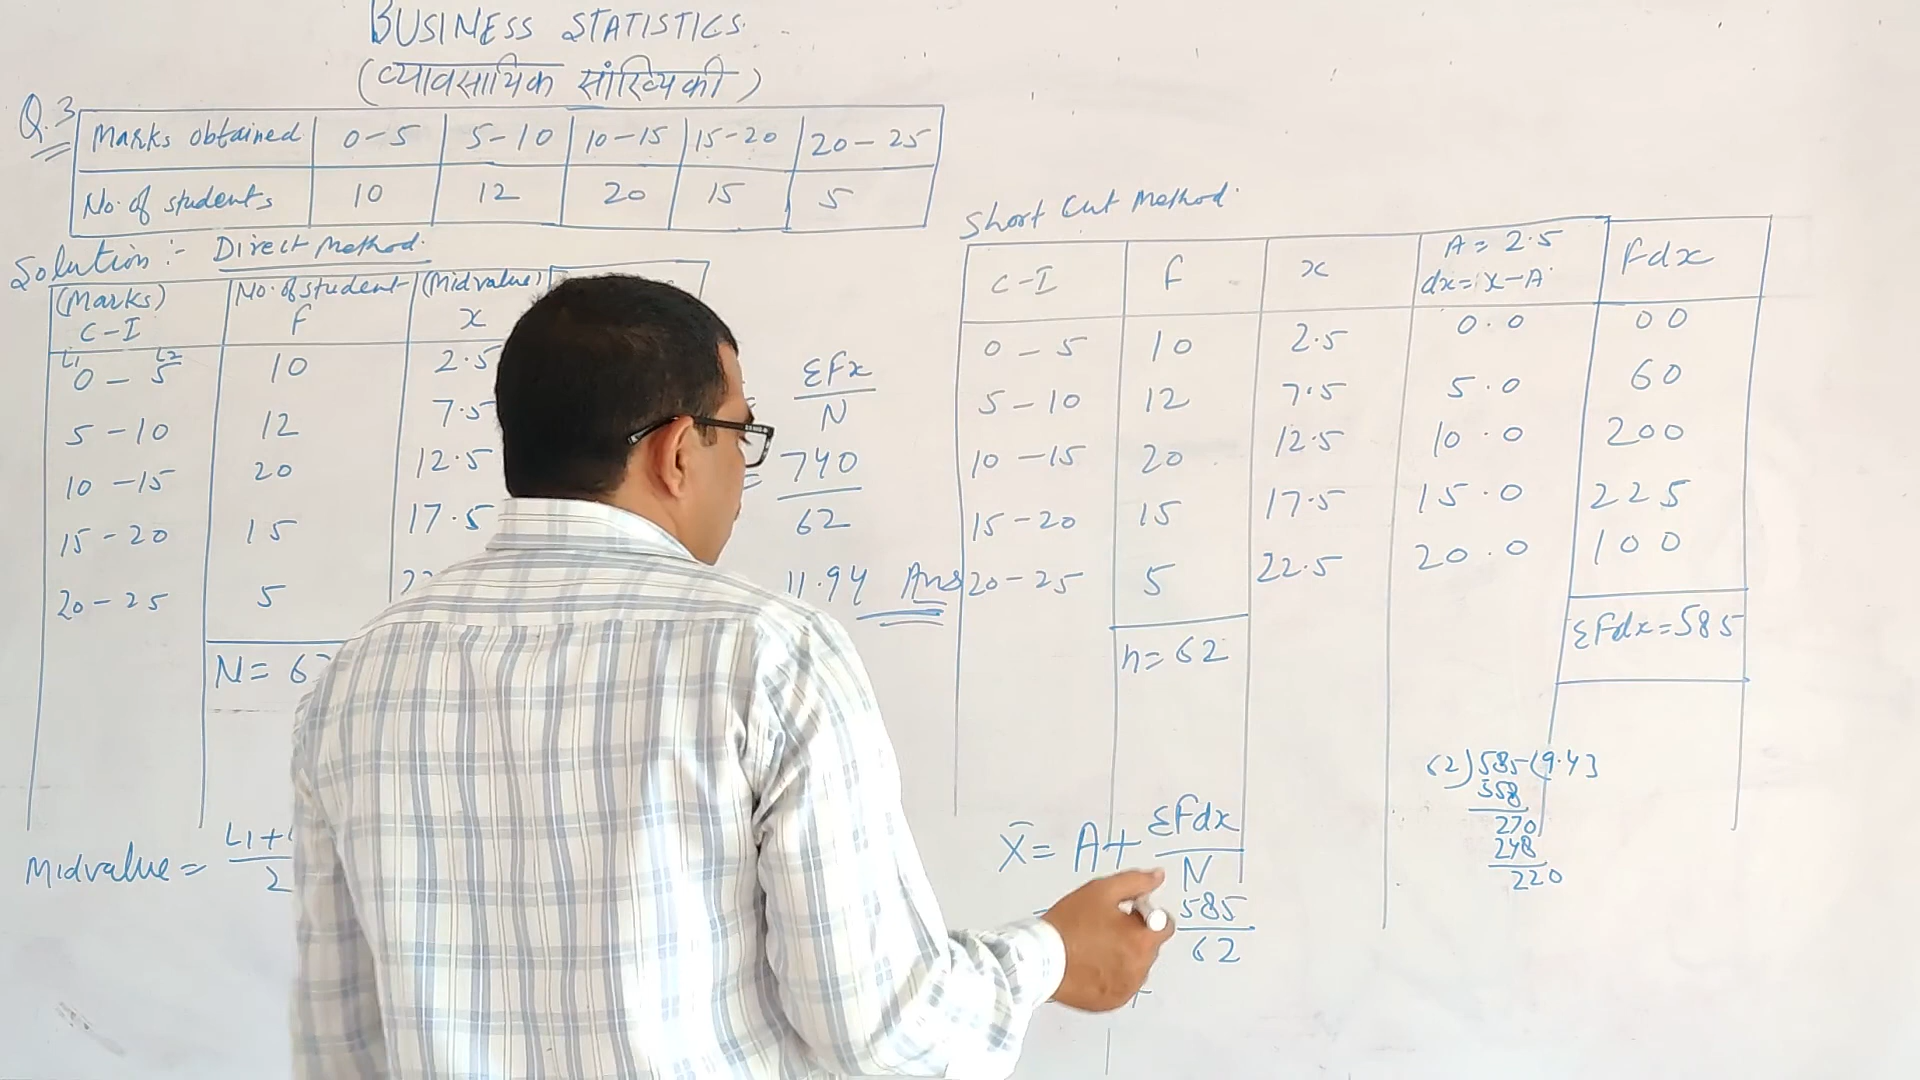 BUSINESS STATISTICS
(व्यावसायिक सांख्यिकी)
Q.3
Marks obtained 0-5 5-10 10-15 15-20 20-25
No. of students 10 12 20 15 5
Solution:- Direct Method.
(Marks) No. of student (Midvalue)
C-I F x
L1 L2
0-5 10 2.5
5-10 12 7.5
10-15 20 12.5
15-20 15 17.5
20-25 5
N= 6
Midvalue = L1+
2
ΣFx
N
= 740
62
11.94 Ans
Short Cut Method.
C-I F x A = 2.5 Fdx
dx = x-A
0-5 10 2.5 0.0 00
5-10 12 7.5 5.0 60
10-15 20 12.5 10.0 200
15-20 15 17.5 15.0 225
20-25 5 22.5 20.0 100
n=62 ΣFdx=585
62)585(9.43
558
270
248
220
X̄ = A+ ΣFdx
N
585
62
+